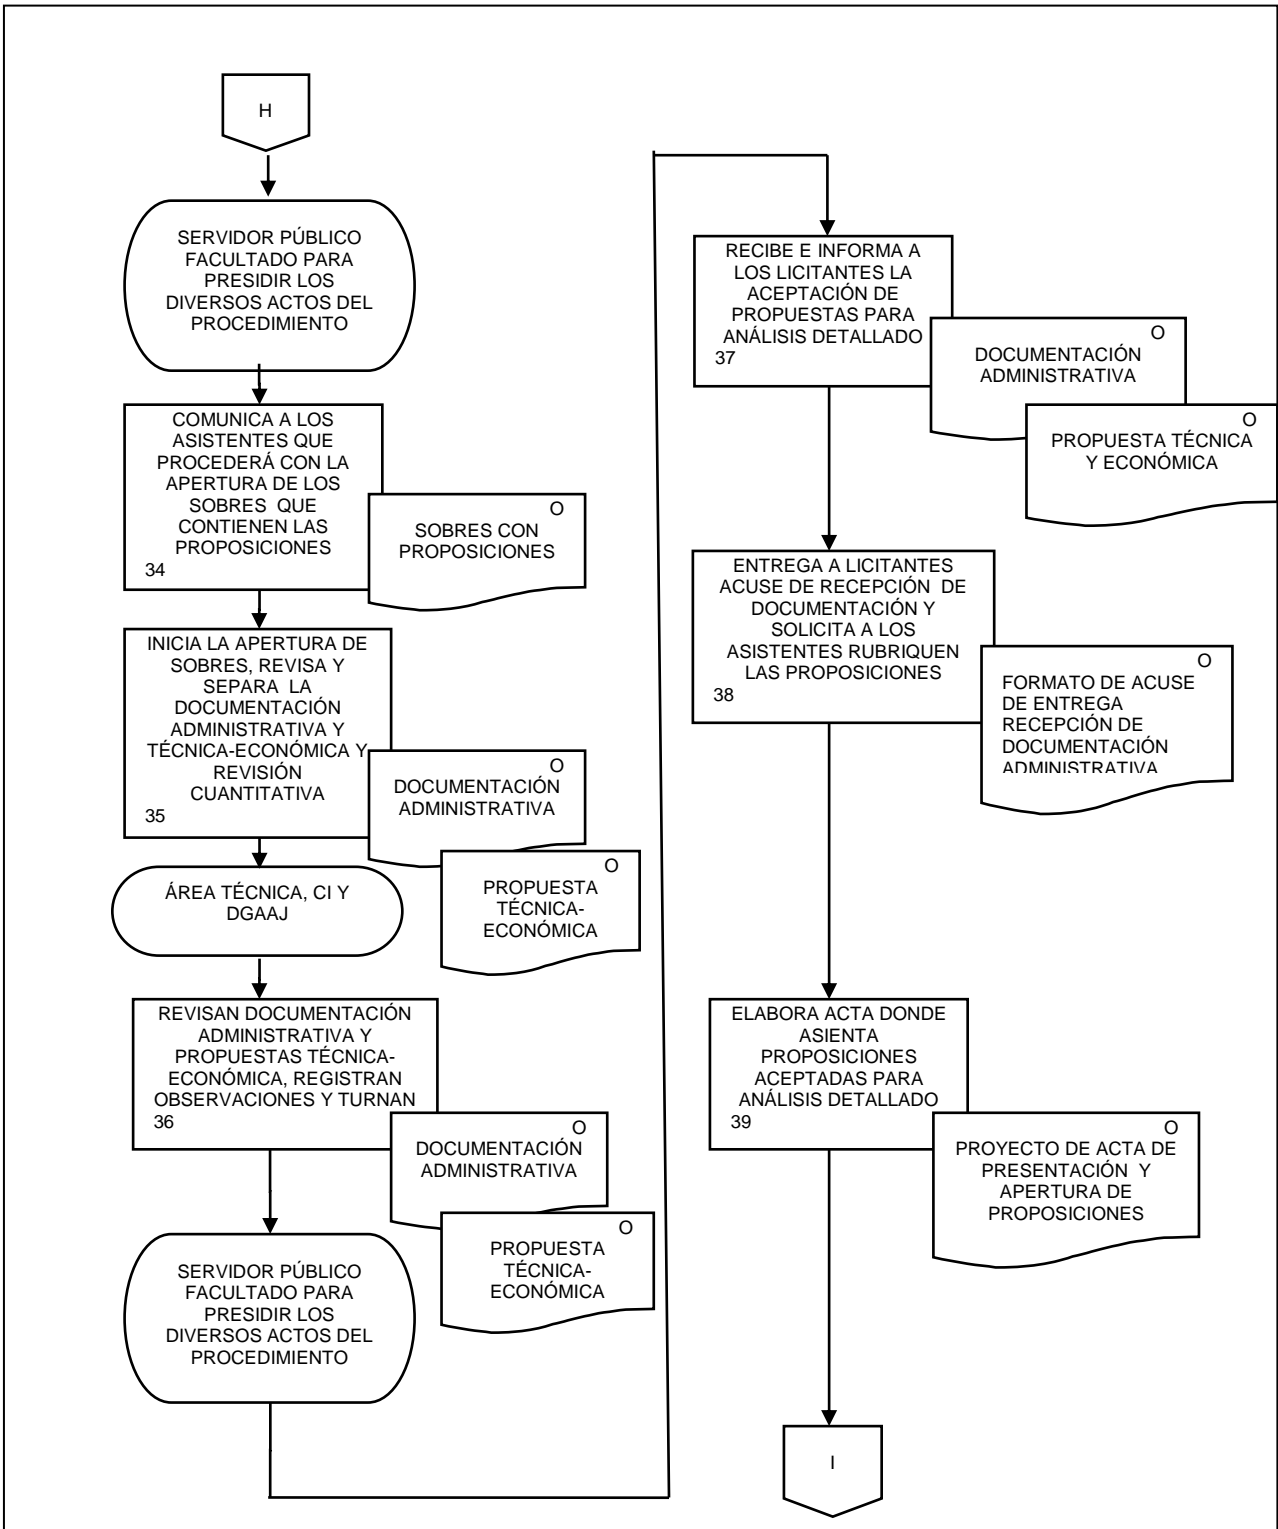 H
SERVIDOR PÚBLICO
FACULTADO PARA
PRESIDIR LOS
DIVERSOS ACTOS DEL
PROCEDIMIENTO
COMUNICA A LOS
ASISTENTES QUE
PROCEDERÁ CON LA
APERTURA DE LOS
SOBRES QUE
CONTIENEN LAS
PROPOSICIONES
34
O
SOBRES CON
PROPOSICIONES
INICIA LA APERTURA DE
SOBRES, REVISA Y
SEPARA LA
DOCUMENTACIÓN
ADMINISTRATIVA Y
TÉCNICA-ECONÓMICA Y
REVISIÓN
CUANTITATIVA
35
O
DOCUMENTACIÓN
ADMINISTRATIVA
O
PROPUESTA
TÉCNICA-
ECONÓMICA
ÁREA TÉCNICA, CI Y
DGAAJ
REVISAN DOCUMENTACIÓN
ADMINISTRATIVA Y
PROPUESTAS TÉCNICA-
ECONÓMICA, REGISTRAN
OBSERVACIONES Y TURNAN
36
O
DOCUMENTACIÓN
ADMINISTRATIVA
O
PROPUESTA
TÉCNICA-
ECONÓMICA
SERVIDOR PÚBLICO
FACULTADO PARA
PRESIDIR LOS
DIVERSOS ACTOS DEL
PROCEDIMIENTO
RECIBE E INFORMA A
LOS LICITANTES LA
ACEPTACIÓN DE
PROPUESTAS PARA
ANÁLISIS DETALLADO
37
O
DOCUMENTACIÓN
ADMINISTRATIVA
O
PROPUESTA TÉCNICA
Y ECONÓMICA
ENTREGA A LICITANTES
ACUSE DE RECEPCIÓN DE
DOCUMENTACIÓN Y
SOLICITA A LOS
ASISTENTES RUBRIQUEN
LAS PROPOSICIONES
38
O
FORMATO DE ACUSE
DE ENTREGA
RECEPCIÓN DE
DOCUMENTACIÓN
ADMINISTRATIVA
ELABORA ACTA DONDE
ASIENTA
PROPOSICIONES
ACEPTADAS PARA
ANÁLISIS DETALLADO
39
O
PROYECTO DE ACTA DE
PRESENTACIÓN Y
APERTURA DE
PROPOSICIONES
I